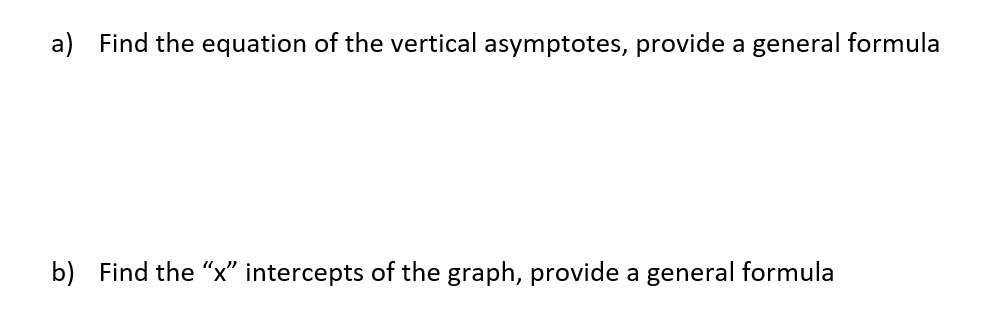 a) Find the equation of the vertical asymptotes, provide a general formula
b) Find the “x” intercepts of the graph, provide a general formula